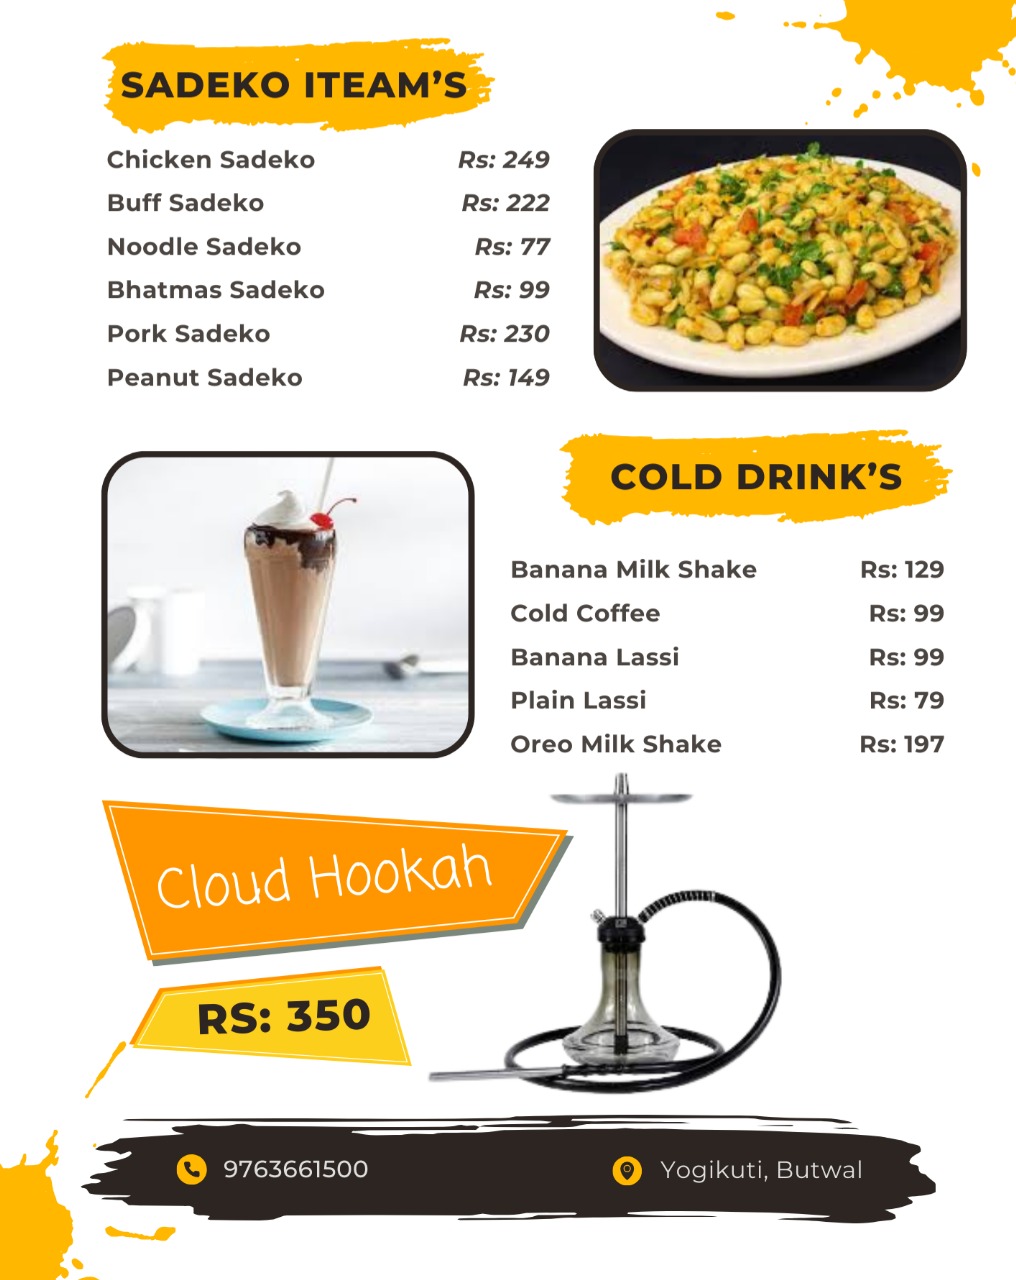 SADEKO ITEAM'S
Chicken Sadeko Rs: 249
Buff Sadeko Rs: 222
Noodle Sadeko Rs: 77
Bhatmas Sadeko Rs: 99
Pork Sadeko Rs: 230
Peanut Sadeko Rs: 149
COLD DRINK'S
Banana Milk Shake Rs: 129
Cold Coffee Rs: 99
Banana Lassi Rs: 99
Plain Lassi Rs: 79
Oreo Milk Shake Rs: 197
Cloud Hookah
RS: 350
9763661500
Yogikuti, Butwal